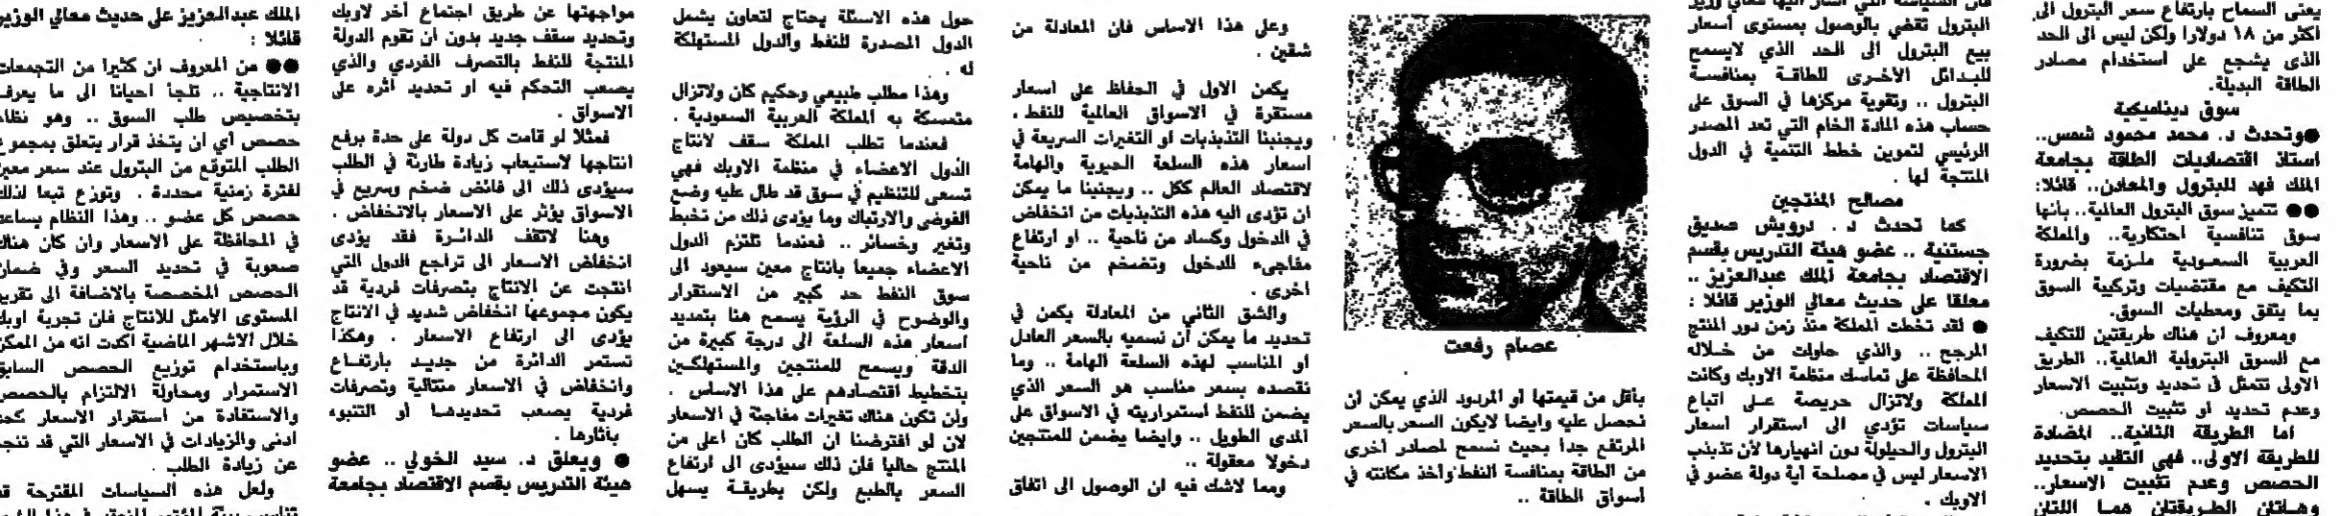 يعنى السماح بارتفاع سعر البترول الى
اكثر من ١٨ دولارا ولكن ليس الى الحد
الذى يشجع على استخدام مصادر
الطاقة البديلة.
سوق ديناميكية
●وتحدث د. محمد محمود شمس..
استاذ اقتصاديات الطاقة بجامعة
الملك فهد للبترول والمعادن.. قائلا:
●● تتميز سوق البترول العالمية.. بانها
سوق تنافسية احتكارية.. والملكة
العربية السعودية ملزمة بضرورة
التكيف مع مقتضيات وتركيبة السوق
بما يتفق ومعطيات السوق.
ومعروف ان هناك طريقتين للتكيف
مع السوق البترولية العالمية.. الطريق
الاولى تتمثل فى تحديد وتثبيت الاسعار
وعدم تحديد او تثبيت الحصص.
اما الطريقة الثانية.. المضادة
للطريقة الاولى.. فهي التقيد بتحديد
الحصص وعدم تثبيت الاسعار..
وهاتان الطريقتان هما اللتان
فان السياسة التي اشار اليها معالي وزير
البترول تقضي بالوصول بمستوى أسعار
بيع البترول الى الحد الذي لايسمح
للبدائل الأخرى للطاقة بمنافسة
البترول .. وتقوية مركزها في السوق على
حساب هذه المادة الخام التي تعد المصدر
الرئيسي لتموين خطط التنمية في الدول
المنتجة لها .
مصالح المنتجين
كما تحدث د . درويش صديق
جستنية .. عضو هيئة التدريس بقسم
الاقتصاد بجامعة الملك عبدالعزيز ..
معلقا على حديث معالي الوزير قائلا :
● لقد تخطت المملكة منذ زمن دور المنتج
المرجح .. والذي حاولت من خلاله
المحافظة على تماسك منظمة الاوبك وكانت
المملكة ولاتزال حريصة على اتباع
سياسات تؤدي الى استقرار اسعار
البترول والحيلولة دون انهيارها لأن تذبذب
الاسعار ليس في مصلحة أية دولة عضو في
الاوبك .
عصام رفعت
بأقل من قيمتها أو المردود الذي يمكن ان
نحصل عليه وايضا لايكون السعر بالسعر
المرتفع جدا بحيث نسمح لمصادر أخرى
من الطاقة بمنافسة النفط وأخذ مكانته في
اسواق الطاقة ..
وعلى هذا الاساس فان المعادلة من
شقين .
يكمن الاول في الحفاظ على اسعار
مستقرة في الاسواق العالمية للنفط .
ويجنبنا التذبذبات أو التغيرات السريعة في
اسعار هذه السلعة الحيوية والهامة
لاقتصاد العالم ككل .. ويجنبنا ما يمكن
ان تؤدى اليه هذه التذبذبات من انخفاض
في الدخول وكساد من ناحية .. او ارتفاع
مفاجىء للدخول وتضخم من ناحية
اخرى .
والشق الثاني من المعادلة يكمن في
تحديد ما يمكن أن نسميه بالسعر العادل
او المناسب لهذه السلعة الهامة .. وما
نقصده بسعر مناسب هو السعر الذي
يضمن للنفط استمراريته في الاسواق على
المدى الطويل .. وايضا يضمن للمنتجين
دخولا معقولة ..
ومما لاشك فيه ان الوصول الى اتفاق
حول هذه الاسئلة يحتاج لتعاون يشمل
الدول المصدرة للنفط والدول المستهلكة
له . .
وهذا مطلب طبيعي وحكيم كان ولاتزال
متمسكة به المملكة العربية السعودية .
فعندما تطلب المملكة سقف لانتاج
الدول الاعضاء في منظمة الاوبك فهي
تسعى للتنظيم في سوق قد طال عليه وضع
الفوضى والارتباك وما يؤدى ذلك من تخبط
وتغير وخسائر .. فعندما تلتزم الدول
الاعضاء جميعا بانتاج معين سيعود الى
سوق النفط حد كبير من الاستقرار
والوضوح في الرؤية يسمح هنا بتمديد
اسعار هذه السلعة الى درجة كبيرة من
الدقة ويسمح للمنتجين والمستهلكين
بتخطيط اقتصادهم على هذا الاساس .
ولن تكون هناك تغيرات مفاجئة في الاسعار
لان لو افترضنا ان الطلب كان اعلى من
المنتج حاليا فلن ذلك سيؤدى الى ارتفاع
السعر بالطبع ولكن بطريقة يسهل
مواجهتها عن طريق اجتماع آخر لاوبك
وتحديد سقف جديد بدون ان تقوم الدولة
المنتجة للنفط بالتصرف الفردي والذي
يصعب التحكم فيه او تحديد اثره على
الاسواق .
فمثلا لو قامت كل دولة على حدة برفع
انتاجها لاستيعاب زيادة طارئة في الطلب
سيؤدى ذلك الى فائض ضخم وسريع في
الاسواق يؤثر على الاسعار بالانخفاض .
وهنا لاتقف الدائرة فقد يؤدى
انخفاض الاسعار الى تراجع الدول التي
انتجت عن الانتاج بتصرفات فردية قد
يكون مجموعها انخفاض شديد في الانتاج
يؤدى الى ارتفاع الاسعار . وهكذا
تستمر الدائرة من جديد بارتفاع
وانخفاض في الاسعار متتالية وتصرفات
فردية يصعب تحديدها او التنبوء
بآثارها .
● ويعلق د. سيد الخولي .. عضو
هيئة التدريس بقسم الاقتصاد بجامعة
الملك عبدالعزيز على حديث معالي الوزير
قائلا :
●● من المعروف ان كثيرا من التجمعات
الانتاجية .. تلجأ احيانا الى ما يعرف
بتخصيص طلب السوق .. وهو نظام
حصص أي ان يتخذ قرار يتعلق بمجموع
الطلب المتوقع من البترول عند سعر معين
لفترة زمنية محددة . وتوزع تبعا لذلك
حصص كل عضو .. وهذا النظام يساعد
في المحافظة على الاسعار وان كان هناك
صعوبة في تحديد السعر وفي ضمان
الحصص المخصصة بالاضافة الى تقرير
المستوى الأمثل للانتاج فان تجربة اوبك
خلال الاشهر الماضية اكدت انه من الممكن
وباستخدام توزيع الحصص السابق
الاستمرار ومحاولة الالتزام بالحصص
والاستفادة من استقرار الاسعار كحد
ادنى والزيادات في الاسعار التي قد تنجم
عن زيادة الطلب .
ولعل هذه السياسات المقترحة قد